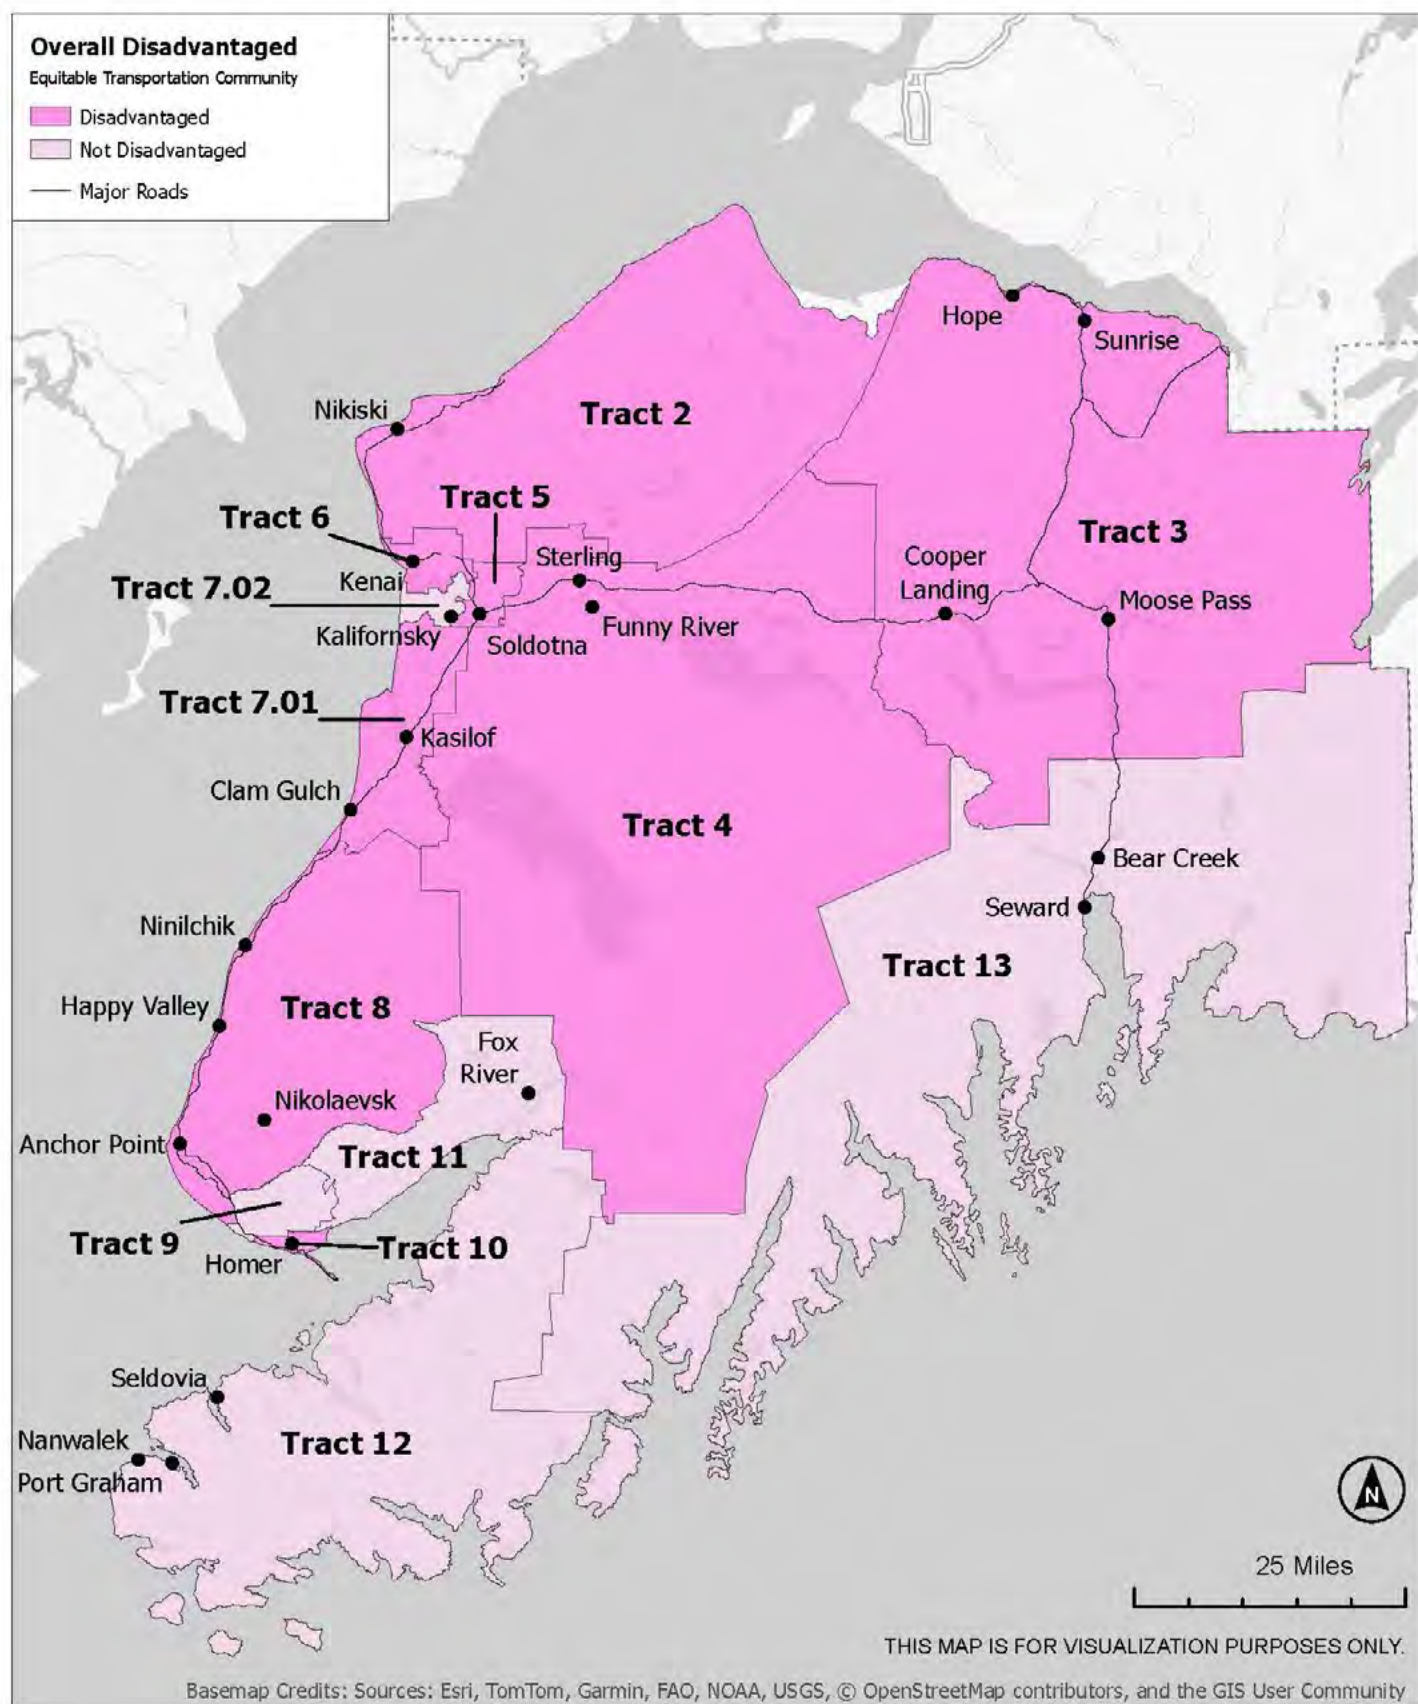 Overall Disadvantaged
Equitable Transportation Community
Disadvantaged
Not Disadvantaged
Major Roads
Hope
Sunrise
Nikiski
Tract 2
Tract 5
Tract 6
Tract 3
Sterling
Cooper
Landing
Kenai
Tract 7.02
Moose Pass
Kalifornsky
Funny River
Soldotna
Tract 7.01
Kasilof
Clam Gulch
Tract 4
Bear Creek
Seward
Ninilchik
Tract 13
Happy Valley
Tract 8
Fox
River
Nikolaevsk
Anchor Point
Tract 11
Tract 9
Tract 10
Homer
Seldovia
Nanwalek
Tract 12
Port Graham
N
25 Miles
THIS MAP IS FOR VISUALIZATION PURPOSES ONLY.
Basemap Credits: Sources: Esri, TomTom, Garmin, FAO, NOAA, USGS, © OpenStreetMap contributors, and the GIS User Community